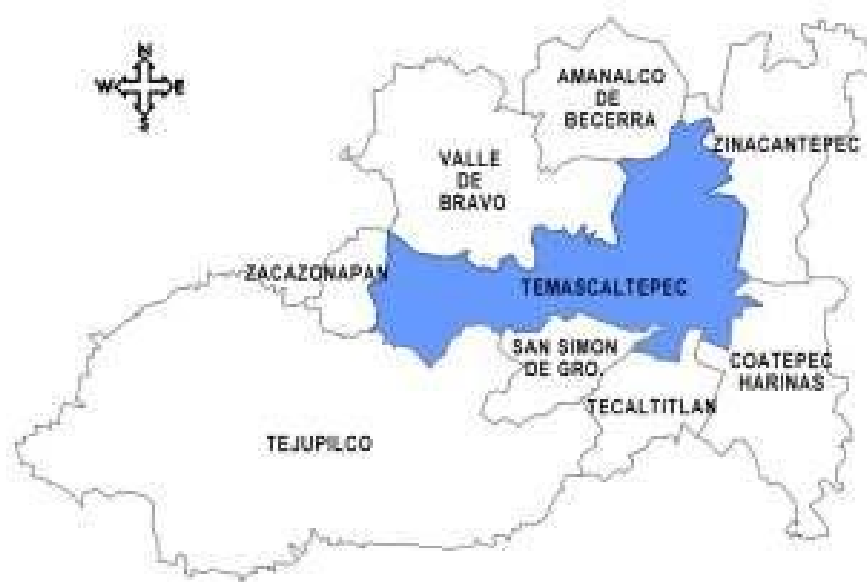 N
W E
S
AMANALCO
DE
BECERRA
ZINACANTEPEC
VALLE
DE
BRAVO
ZACAZONAPAN
TEMASCALTEPEC
SAN SIMON
DE GRO.
COATEPEC
HARINAS
TECALTITLAN
TEJUPILCO